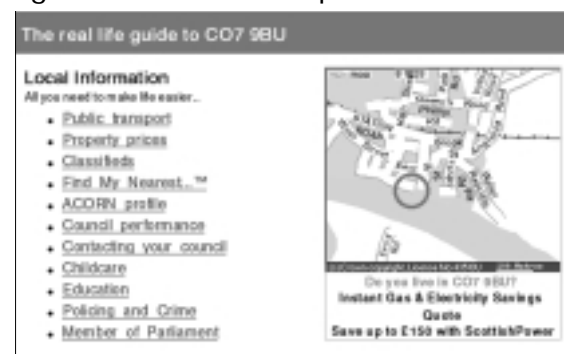 The real life guide to CO7 9BU
Local Information
All you need to make life easier...
Public transport
Property prices
Classifieds
Find My Nearest...™
ACORN profile
Council performance
Contacting your council
Childcare
Education
Policing and Crime
Member of Parliament
Do you live in CO7 9BU?
Instant Gas & Electricity Savings
Quote
Save up to £150 with ScottishPower